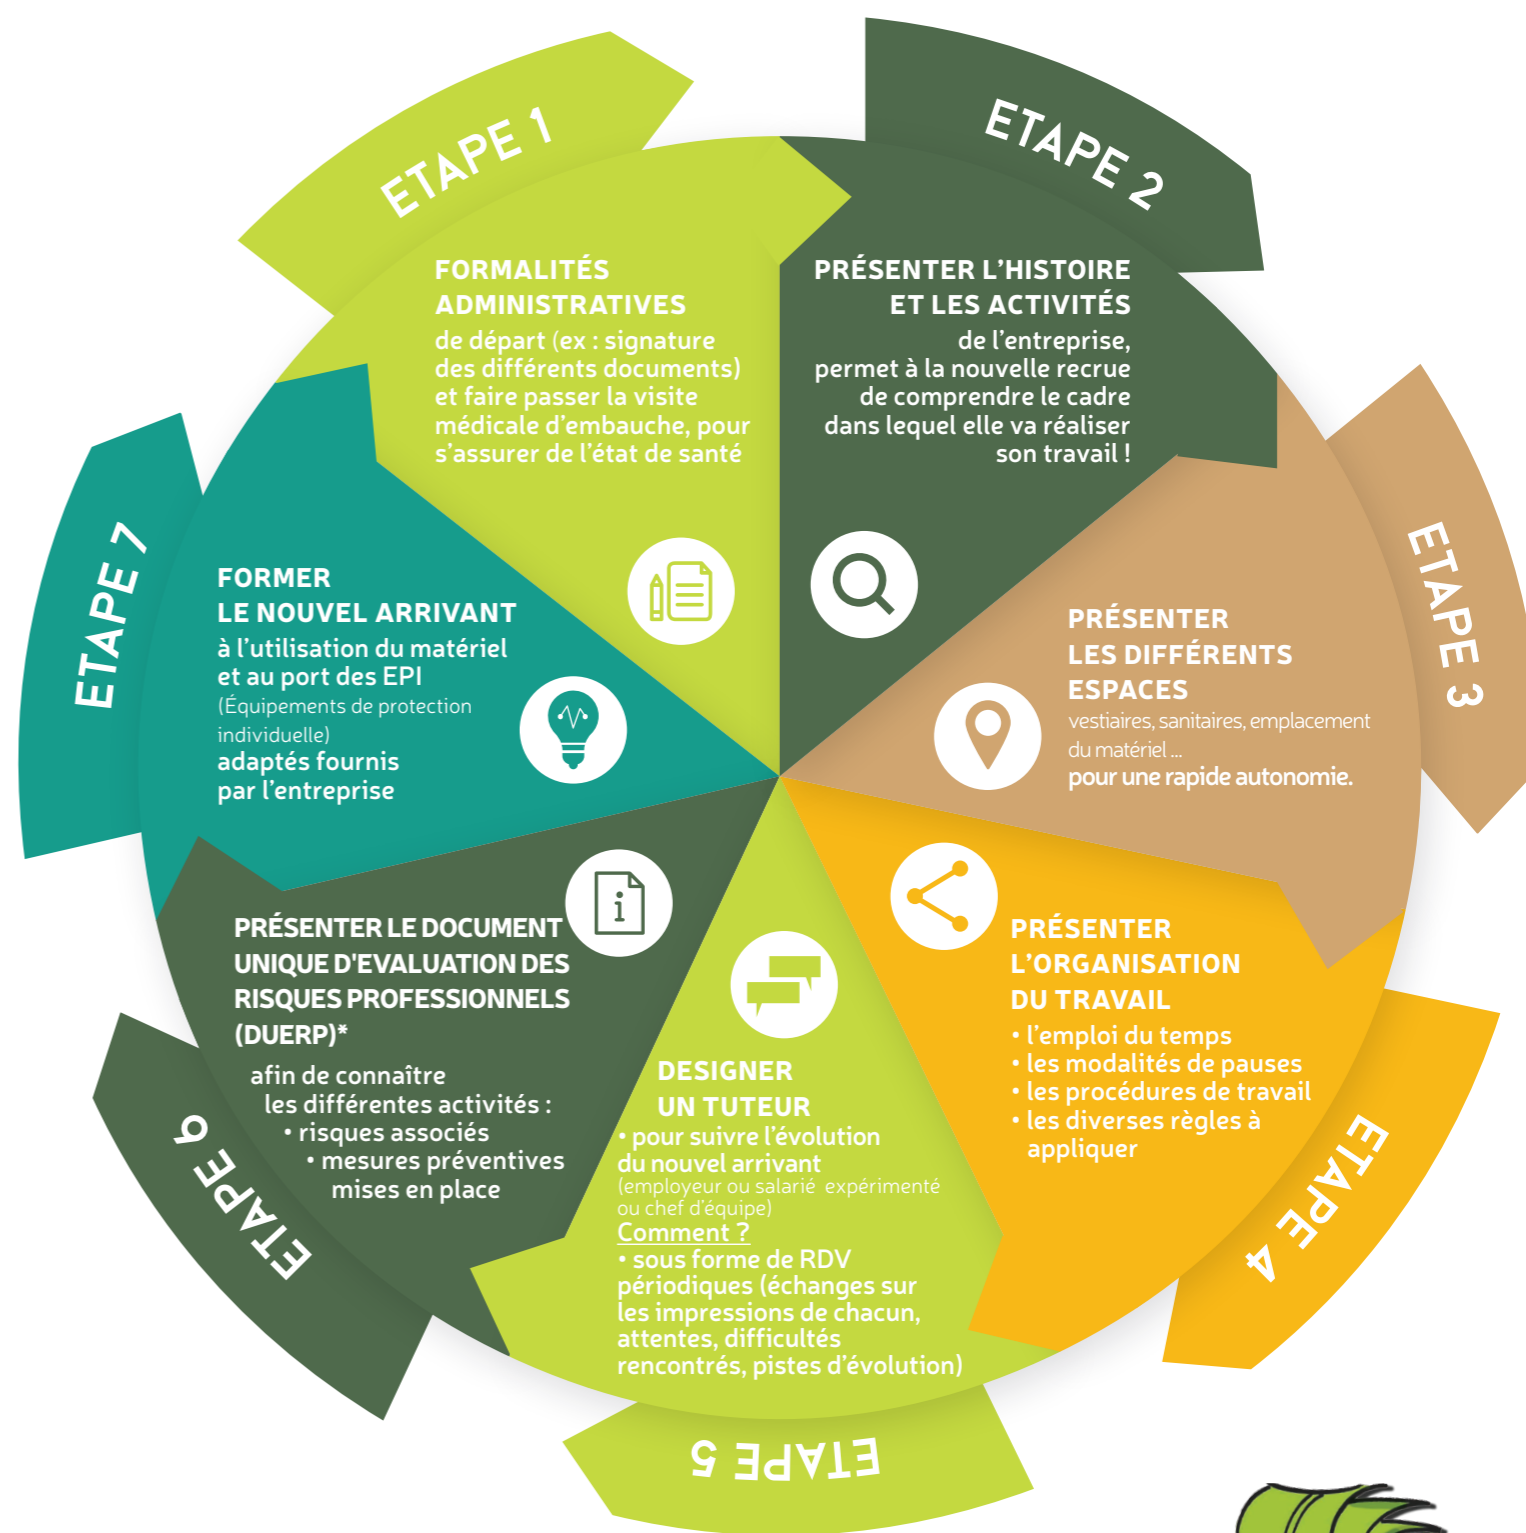 ETAPE 1
FORMALITÉS
ADMINISTRATIVES
de départ (ex : signature
des différents documents)
et faire passer la visite
médicale d'embauche, pour
s'assurer de l'état de santé
ETAPE 2
PRÉSENTER L'HISTOIRE
ET LES ACTIVITÉS
de l'entreprise,
permet à la nouvelle recrue
de comprendre le cadre
dans lequel elle va réaliser
son travail !
ETAPE 3
PRÉSENTER
LES DIFFÉRENTS
ESPACES
vestiaires, sanitaires, emplacement
du matériel ...
pour une rapide autonomie.
ETAPE 4
PRÉSENTER
L'ORGANISATION
DU TRAVAIL
• l'emploi du temps
• les modalités de pauses
• les procédures de travail
• les diverses règles à
appliquer
ETAPE 5
DESIGNER
UN TUTEUR
• pour suivre l'évolution
du nouvel arrivant
(employeur ou salarié expérimenté
ou chef d'équipe)
Comment ?
• sous forme de RDV
périodiques (échanges sur
les impressions de chacun,
attentes, difficultés
rencontrés, pistes d'évolution)
ETAPE 6
PRÉSENTER LE DOCUMENT
UNIQUE D'EVALUATION DES
RISQUES PROFESSIONNELS
(DUERP)*
afin de connaître
les différentes activités :
• risques associés
• mesures préventives
mises en place
ETAPE 7
FORMER
LE NOUVEL ARRIVANT
à l'utilisation du matériel
et au port des EPI
(Équipements de protection
individuelle)
adaptés fournis
par l'entreprise